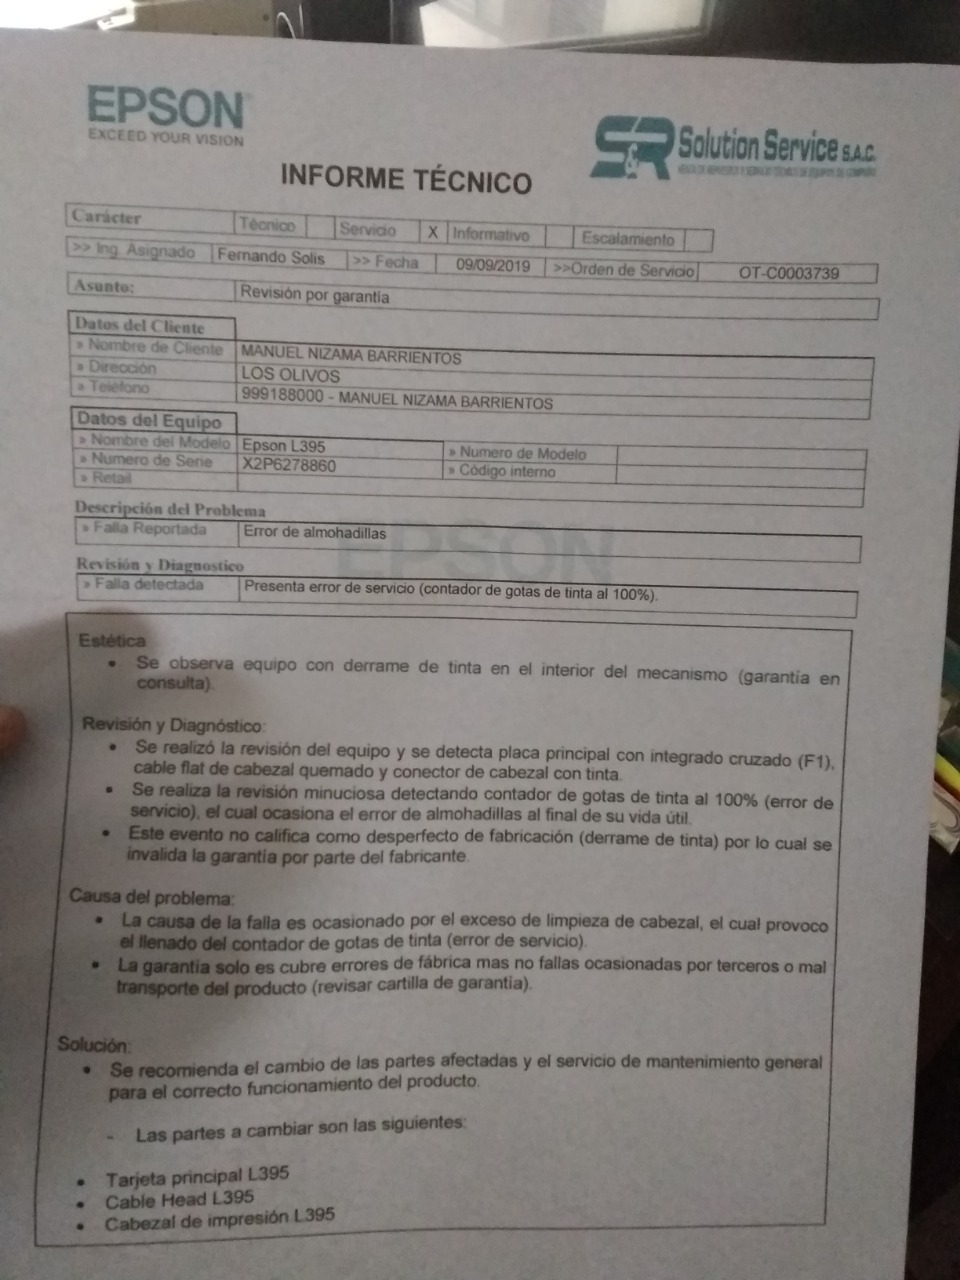 EPSON
EXCEED YOUR VISION
S&R Solution Service S.A.C.
INFORME TÉCNICO
Carácter Técnico Servicio X Informativo Escalamiento
>> Ing. Asignado Fernando Solis >> Fecha 09/09/2019 >>Orden de Servicio OT-C0003739
Asunto: Revisión por garantía
Datos del Cliente
» Nombre de Cliente MANUEL NIZAMA BARRIENTOS
» Dirección LOS OLIVOS
» Teléfono 999188000 - MANUEL NIZAMA BARRIENTOS
Datos del Equipo
» Nombre del Modelo Epson L395 » Numero de Modelo
» Numero de Serie X2P6278860 » Código interno
» Retail
Descripción del Problema
» Falla Reportada Error de almohadillas
EPSON
Revisión y Diagnostico
» Falla detectada Presenta error de servicio (contador de gotas de tinta al 100%).
Estética
• Se observa equipo con derrame de tinta en el interior del mecanismo (garantía en
consulta).
Revisión y Diagnóstico:
• Se realizó la revisión del equipo y se detecta placa principal con integrado cruzado (F1),
cable flat de cabezal quemado y conector de cabezal con tinta.
• Se realiza la revisión minuciosa detectando contador de gotas de tinta al 100% (error de
servicio), el cual ocasiona el error de almohadillas al final de su vida útil.
• Este evento no califica como desperfecto de fabricación (derrame de tinta) por lo cual se
invalida la garantía por parte del fabricante.
Causa del problema:
• La causa de la falla es ocasionado por el exceso de limpieza de cabezal, el cual provoco
el llenado del contador de gotas de tinta (error de servicio).
• La garantía solo es cubre errores de fábrica mas no fallas ocasionadas por terceros o mal
transporte del producto (revisar cartilla de garantía).
Solución:
• Se recomienda el cambio de las partes afectadas y el servicio de mantenimiento general
para el correcto funcionamiento del producto.
- Las partes a cambiar son las siguientes:
• Tarjeta principal L395
• Cable Head L395
• Cabezal de impresión L395